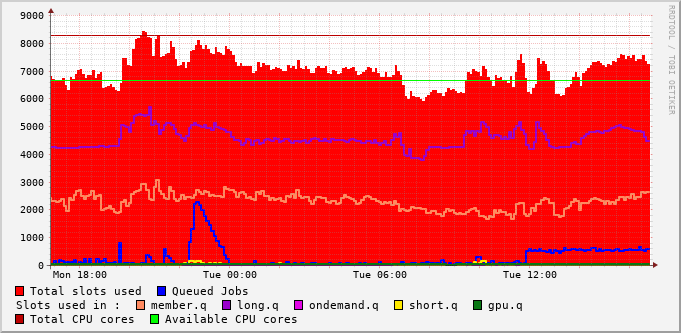 9000
8000
7000
6000
5000
4000
3000
2000
1000
0
Mon 18:00 Tue 00:00 Tue 06:00 Tue 12:00
RRDTOOL / TOBI OETIKER
Total slots used Queued Jobs
Slots used in : member.q long.q ondemand.q short.q gpu.q
Total CPU cores Available CPU cores